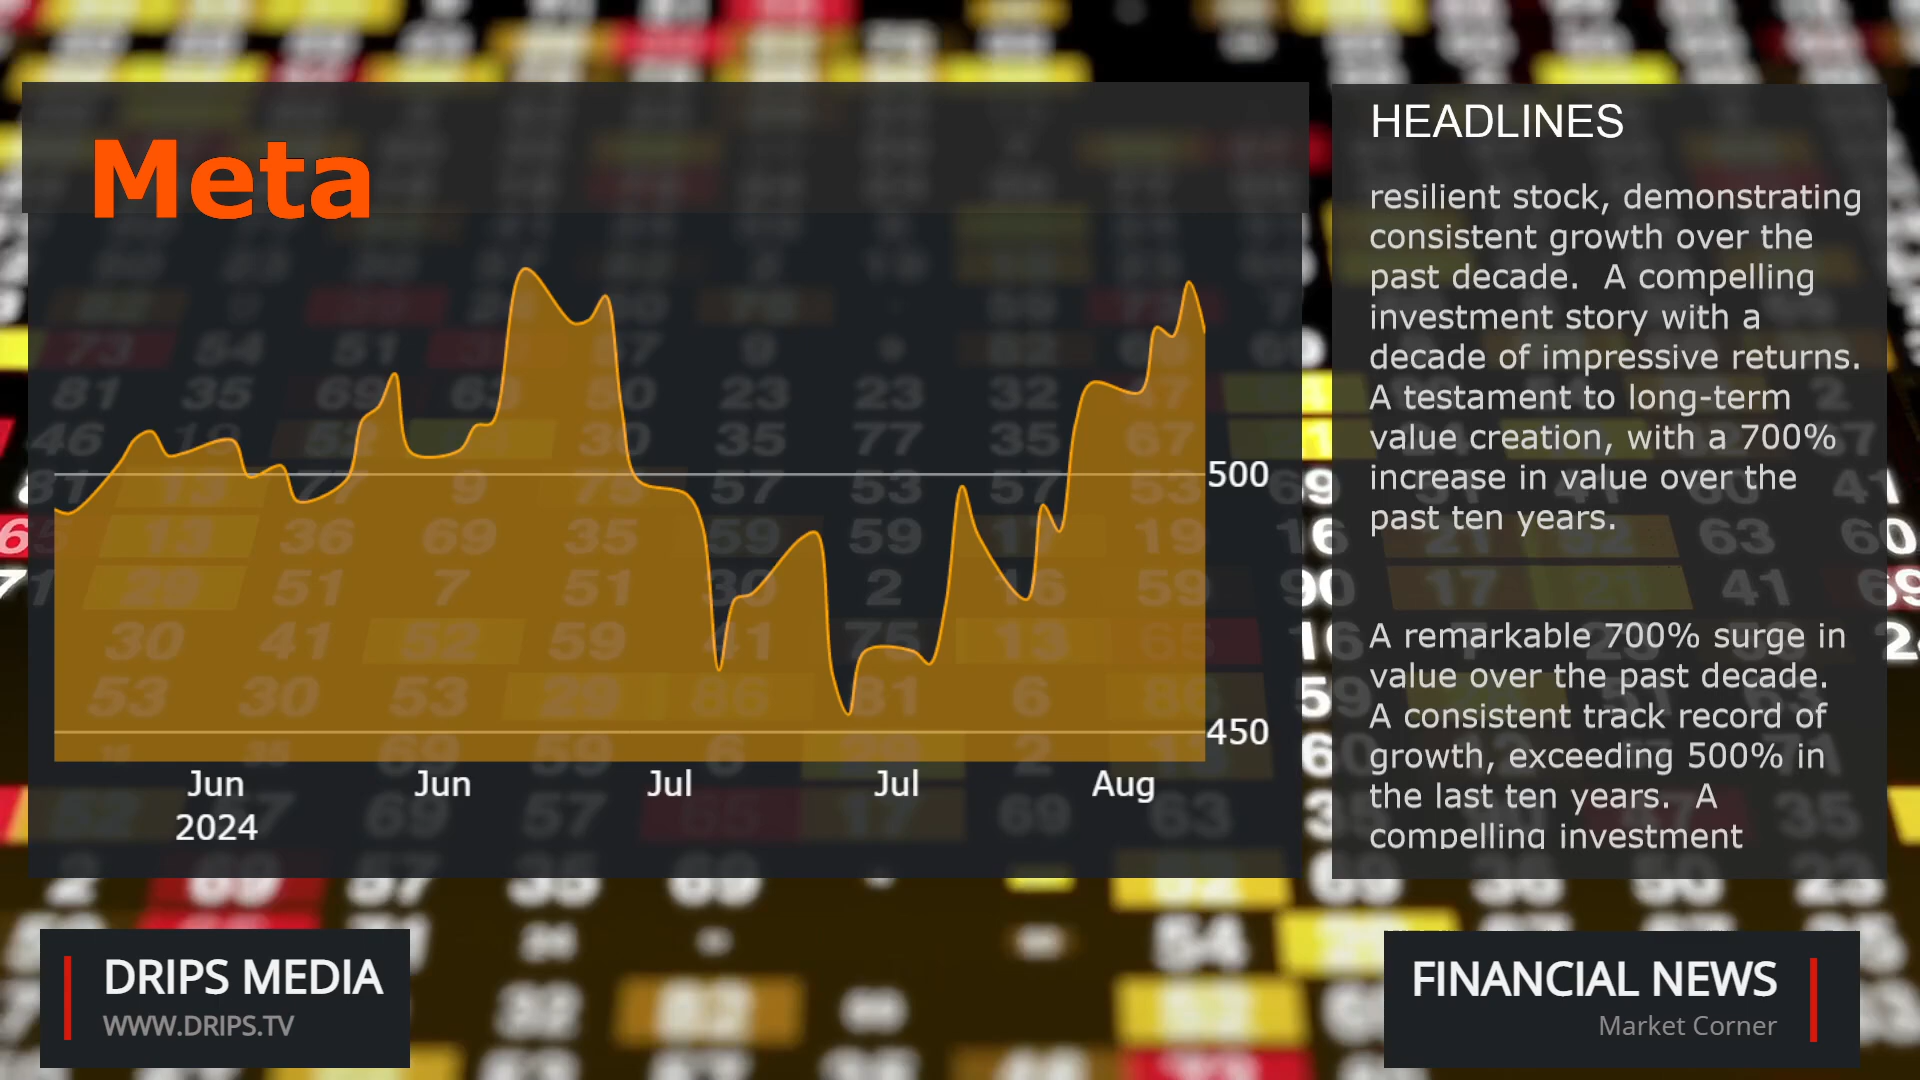 Meta
500
450
Jun
2024
Jun
Jul
Jul
Aug
HEADLINES
resilient stock, demonstrating
consistent growth over the
past decade.  A compelling
investment story with a
decade of impressive returns.
A testament to long-term
value creation, with a 700%
increase in value over the
past ten years.
A remarkable 700% surge in
value over the past decade.
A consistent track record of
growth, exceeding 500% in
the last ten years.  A
compelling investment
DRIPS MEDIA
WWW.DRIPS.TV
FINANCIAL NEWS
Market Corner